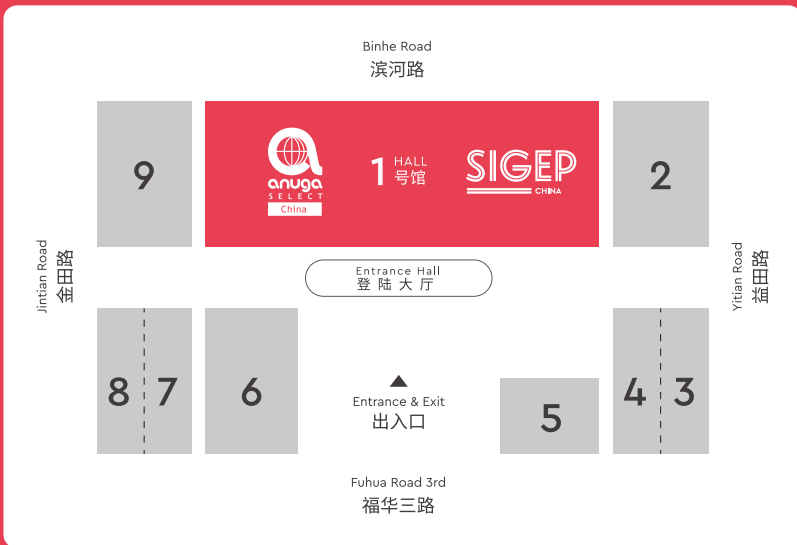 Binhe Road
滨河路
9
anuga
SELECT
China
1 HALL
号馆
SIGEP
CHINA
2
Jintian Road
金田路
Entrance Hall
登陆大厅
Yitian Road
益田路
8 7
6
Entrance & Exit
出入口
5
4 3
Fuhua Road 3rd
福华三路